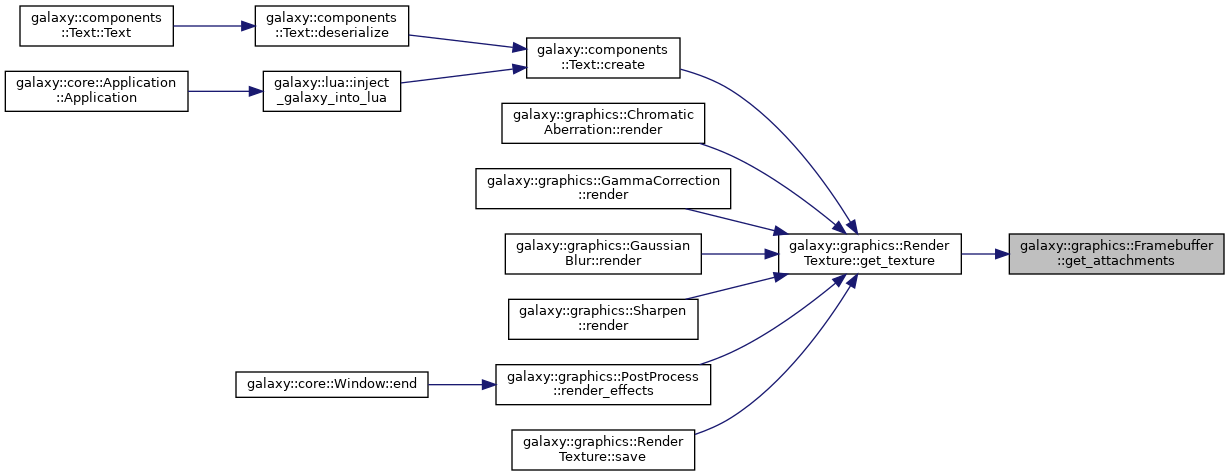 galaxy::components
::Text::Text
galaxy::components
::Text::deserialize
galaxy::components
::Text::create
galaxy::core::Application
::Application
galaxy::lua::inject
_galaxy_into_lua
galaxy::graphics::Chromatic
Aberration::render
galaxy::graphics::GammaCorrection
::render
galaxy::graphics::Gaussian
Blur::render
galaxy::graphics::Render
Texture::get_texture
galaxy::graphics::Framebuffer
::get_attachments
galaxy::graphics::Sharpen
::render
galaxy::core::Window::end
galaxy::graphics::PostProcess
::render_effects
galaxy::graphics::Render
Texture::save